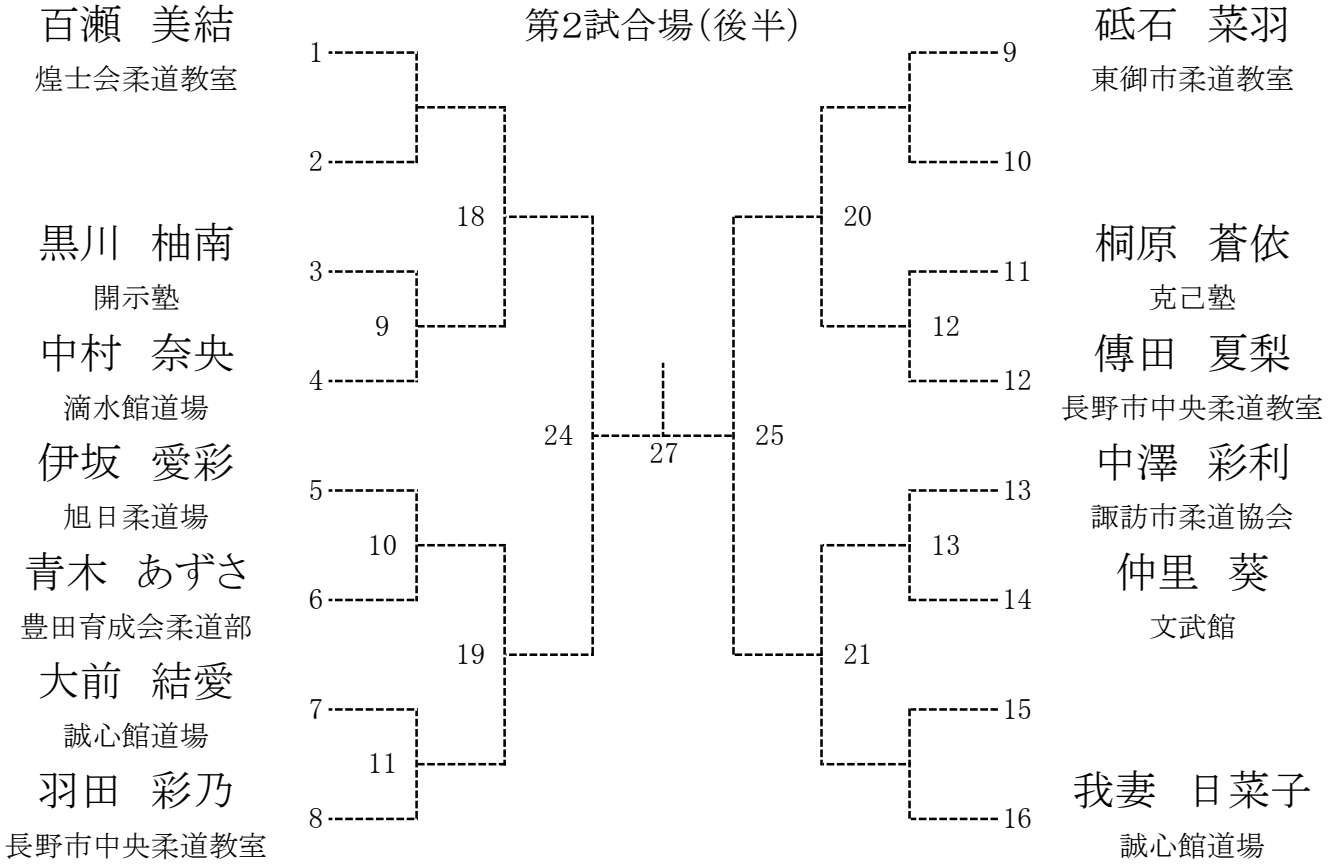 第2試合場(後半)
百瀬　美結
煌士会柔道教室
1
2
18
黒川　柚南
開示塾
3
9
中村　奈央
滴水館道場
4
24
伊坂　愛彩
旭日柔道場
5
10
青木　あずさ
豊田育成会柔道部
6
19
大前　結愛
誠心館道場
7
11
羽田　彩乃
長野市中央柔道教室
8
27
砥石　菜羽
東御市柔道教室
9
10
20
桐原　蒼依
克己塾
11
12
傳田　夏梨
長野市中央柔道教室
12
25
中澤　彩利
諏訪市柔道協会
13
13
仲里　葵
文武館
14
21
15
我妻　日菜子
誠心館道場
16